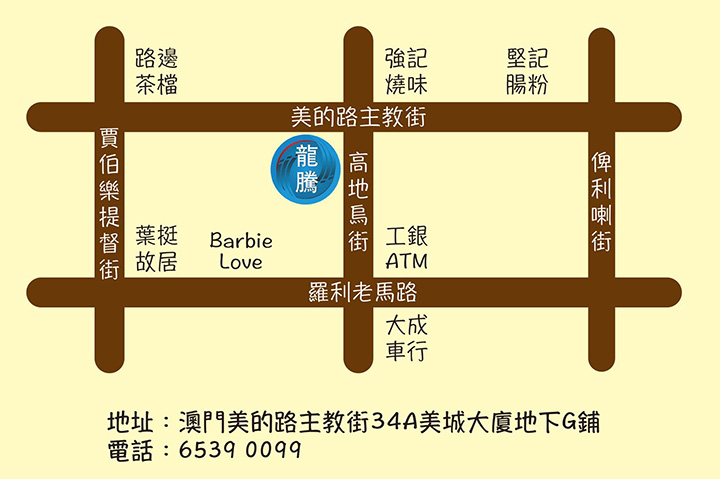 路邊
茶檔
強記
燒味
堅記
腸粉
美的路主教街
賈伯樂提督街
龍騰
高地烏街
俾利喇街
葉挺
故居
Barbie
Love
工銀
ATM
羅利老馬路
大成
車行
地址：澳門美的路主教街34A美城大廈地下G鋪
電話：6539 0099